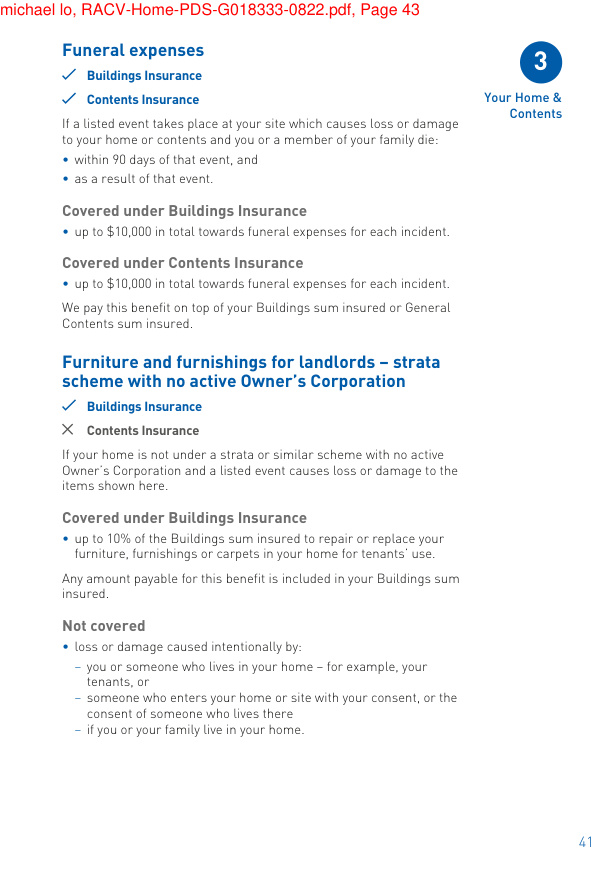 michael lo, RACV-Home-PDS-G018333-0822.pdf, Page 43
Funeral expenses
Buildings Insurance
Contents Insurance
If a listed event takes place at your site which causes loss or damage
to your home or contents and you or a member of your family die:
• within 90 days of that event, and
• as a result of that event.
Covered under Buildings Insurance
• up to $10,000 in total towards funeral expenses for each incident.
Covered under Contents Insurance
• up to $10,000 in total towards funeral expenses for each incident.
We pay this benefit on top of your Buildings sum insured or General
Contents sum insured.
Furniture and furnishings for landlords – strata
scheme with no active Owner's Corporation
Buildings Insurance
Contents Insurance
If your home is not under a strata or similar scheme with no active
Owner's Corporation and a listed event causes loss or damage to the
items shown here.
Covered under Buildings Insurance
• up to 10% of the Buildings sum insured to repair or replace your
furniture, furnishings or carpets in your home for tenants' use.
Any amount payable for this benefit is included in your Buildings sum
insured.
Not covered
• loss or damage caused intentionally by:
– you or someone who lives in your home – for example, your
tenants, or
– someone who enters your home or site with your consent, or the
consent of someone who lives there
– if you or your family live in your home.
3
Your Home &
Contents
41